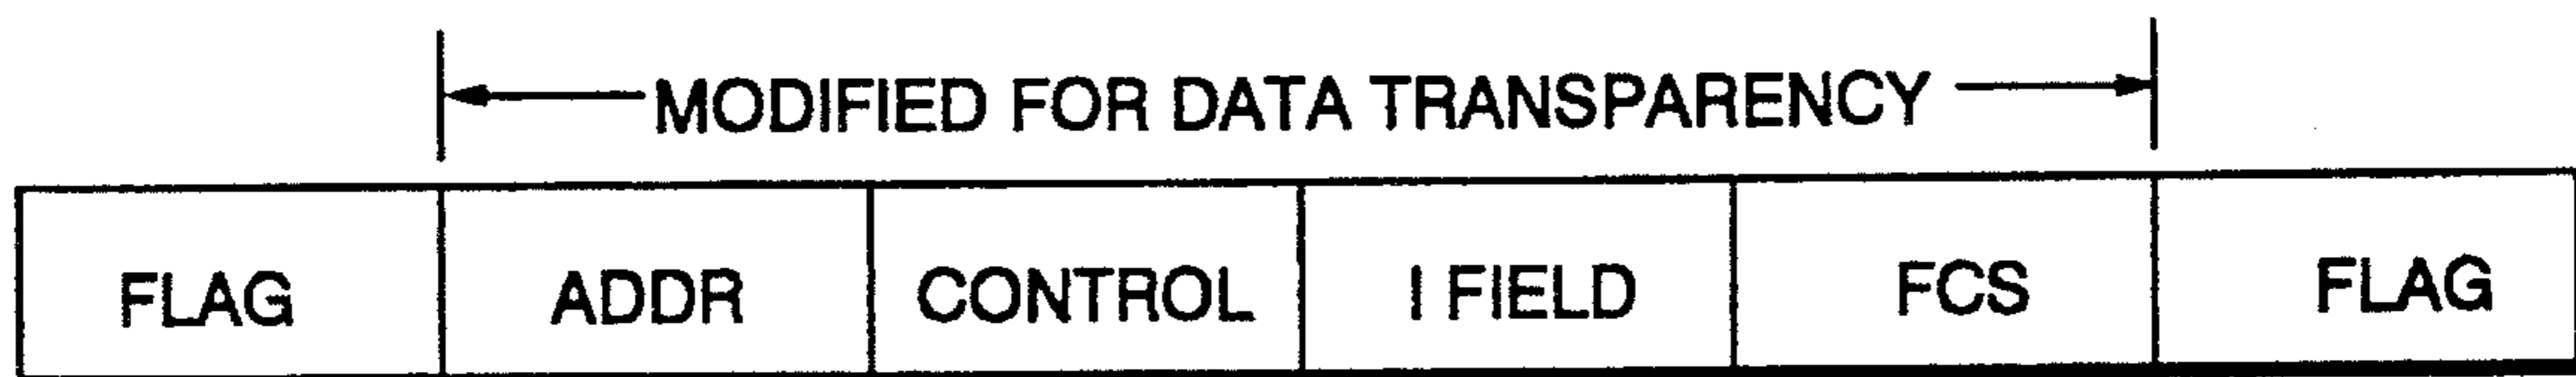 MODIFIED FOR DATA TRANSPARENCY
FLAG ADDR CONTROL I FIELD FCS FLAG